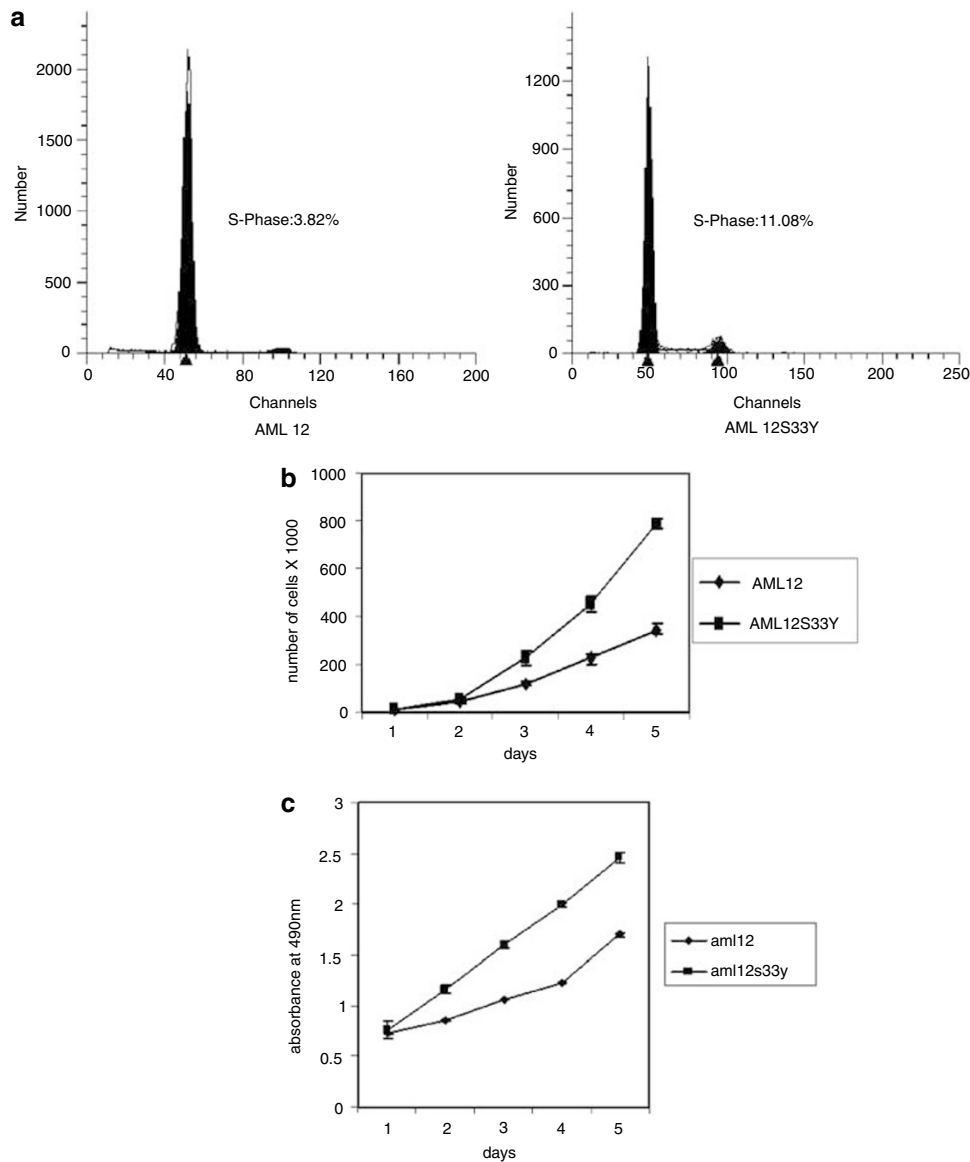 a
2000
1500
1000
500
0
Number
S-Phase:3.82%
0 40 80 120 160 200
Channels
AML 12
1200
900
600
300
0
Number
S-Phase:11.08%
0 50 100 150 200 250
Channels
AML 12S33Y
b
1000
800
600
400
200
0
number of cells X 1000
1 2 3 4 5
days
AML12
AML12S33Y
c
3
2.5
2
1.5
1
0.5
0
absorbance at 490nm
1 2 3 4 5
days
aml12
aml12s33y